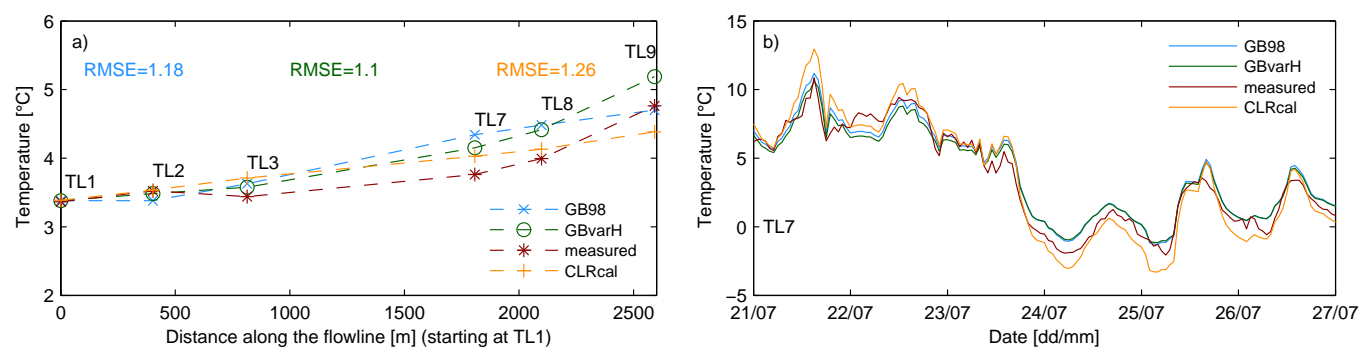 a)
RMSE=1.18
RMSE=1.1
RMSE=1.26
TL1
TL2
TL3
TL7
TL8
TL9
GB98
GBvarH
measured
CLRcal
6
5
4
3
2
0
500
1000
1500
2000
2500
Temperature [°C]
Distance along the flowline [m] (starting at TL1)
b)
GB98
GBvarH
measured
CLRcal
TL7
15
10
5
0
−5
21/07
22/07
23/07
24/07
25/07
26/07
27/07
Temperature [°C]
Date [dd/mm]